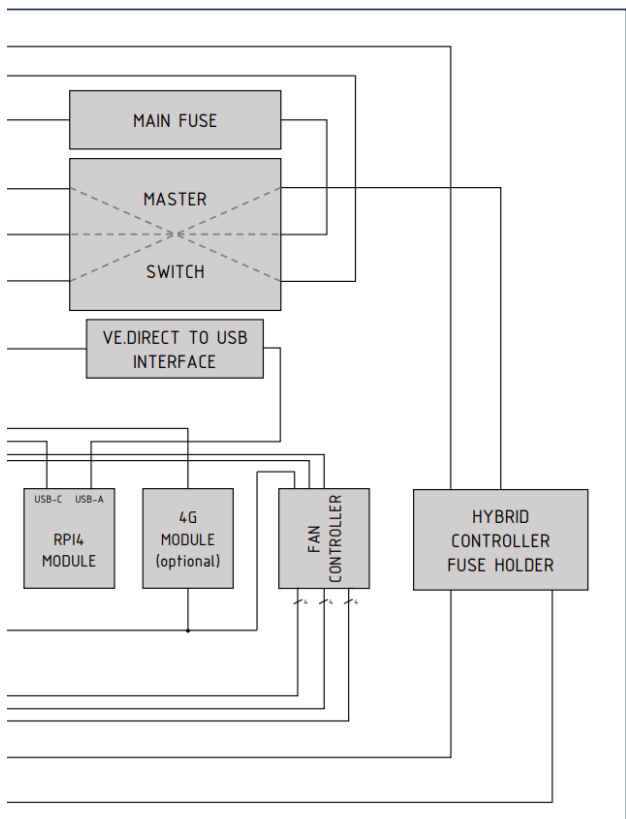 MAIN FUSE
MASTER
SWITCH
VE.DIRECT TO USB
INTERFACE
USB-C USB-A
RPI4
MODULE
4G
MODULE
(optional)
FAN
CONTROLLER
HYBRID
CONTROLLER
FUSE HOLDER